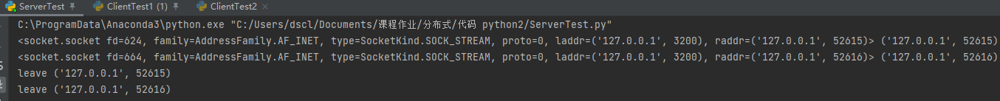 ServerTest ClientTest1 (1) ClientTest2
C:\ProgramData\Anaconda3\python.exe "C:/Users/dscl/Documents/课程作业/分布式/代码 python2/ServerTest.py"
<socket.socket fd=624, family=AddressFamily.AF_INET, type=SocketKind.SOCK_STREAM, proto=0, laddr=('127.0.0.1', 3200), raddr=('127.0.0.1', 52615)> ('127.0.0.1', 52615)
<socket.socket fd=664, family=AddressFamily.AF_INET, type=SocketKind.SOCK_STREAM, proto=0, laddr=('127.0.0.1', 3200), raddr=('127.0.0.1', 52616)> ('127.0.0.1', 52616)
leave ('127.0.0.1', 52615)
leave ('127.0.0.1', 52616)